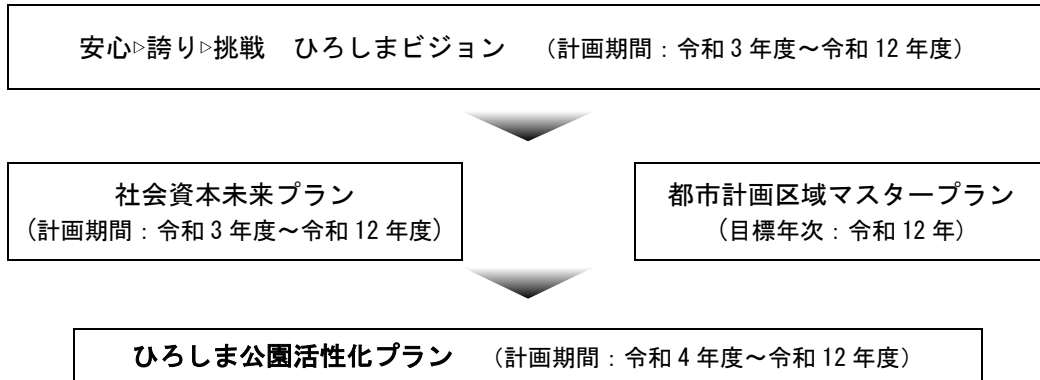 安心▷誇り▷挑戦　ひろしまビジョン　（計画期間：令和３年度～令和12年度）
社会資本未来プラン
（計画期間：令和３年度～令和12年度）
都市計画区域マスタープラン
（目標年次：令和12年）
ひろしま公園活性化プラン　（計画期間：令和４年度～令和12年度）